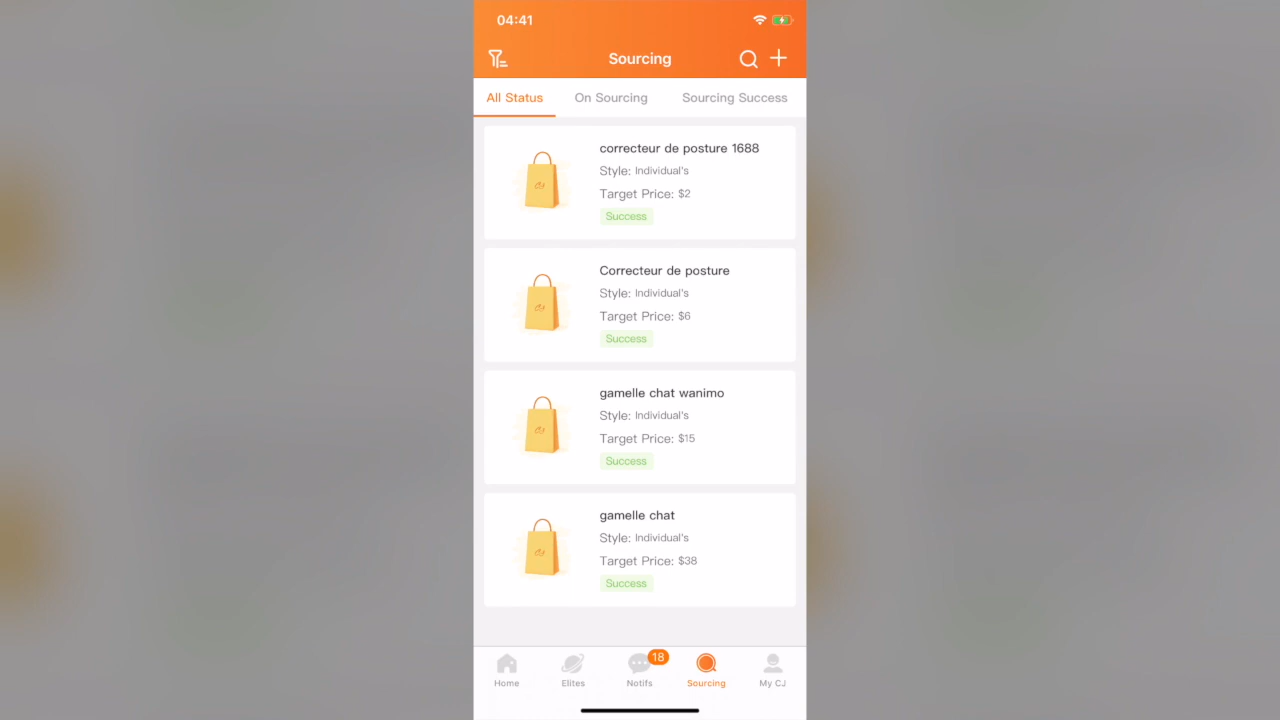 04:41
Sourcing
All Status On Sourcing Sourcing Success
correcteur de posture 1688
Style: Individual's
Target Price: $2
Success
Correcteur de posture
Style: Individual's
Target Price: $6
Success
gamelle chat wanimo
Style: Individual's
Target Price: $15
Success
gamelle chat
Style: Individual's
Target Price: $38
Success
18
Home Elites Notifs Sourcing My CJ